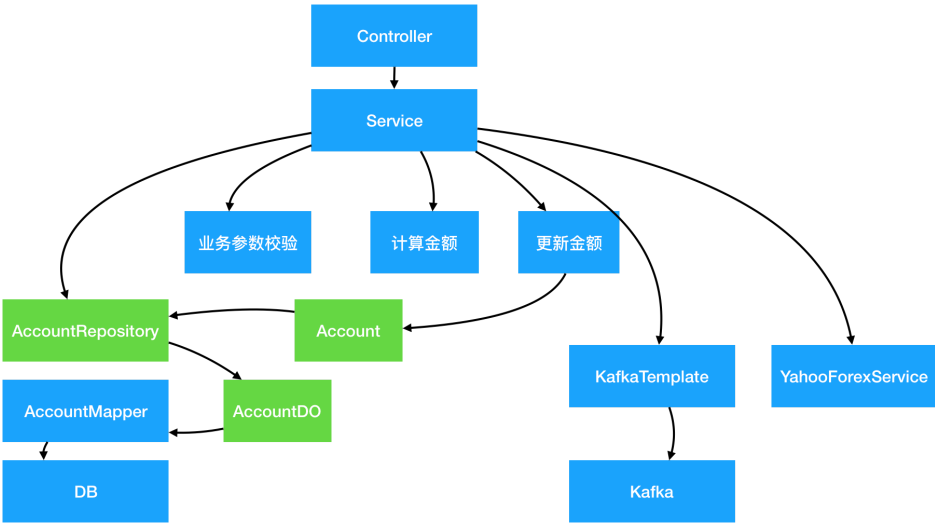 Controller
Service
业务参数校验
计算金额
更新金额
AccountRepository
Account
KafkaTemplate
YahooForexService
AccountMapper
AccountDO
DB
Kafka